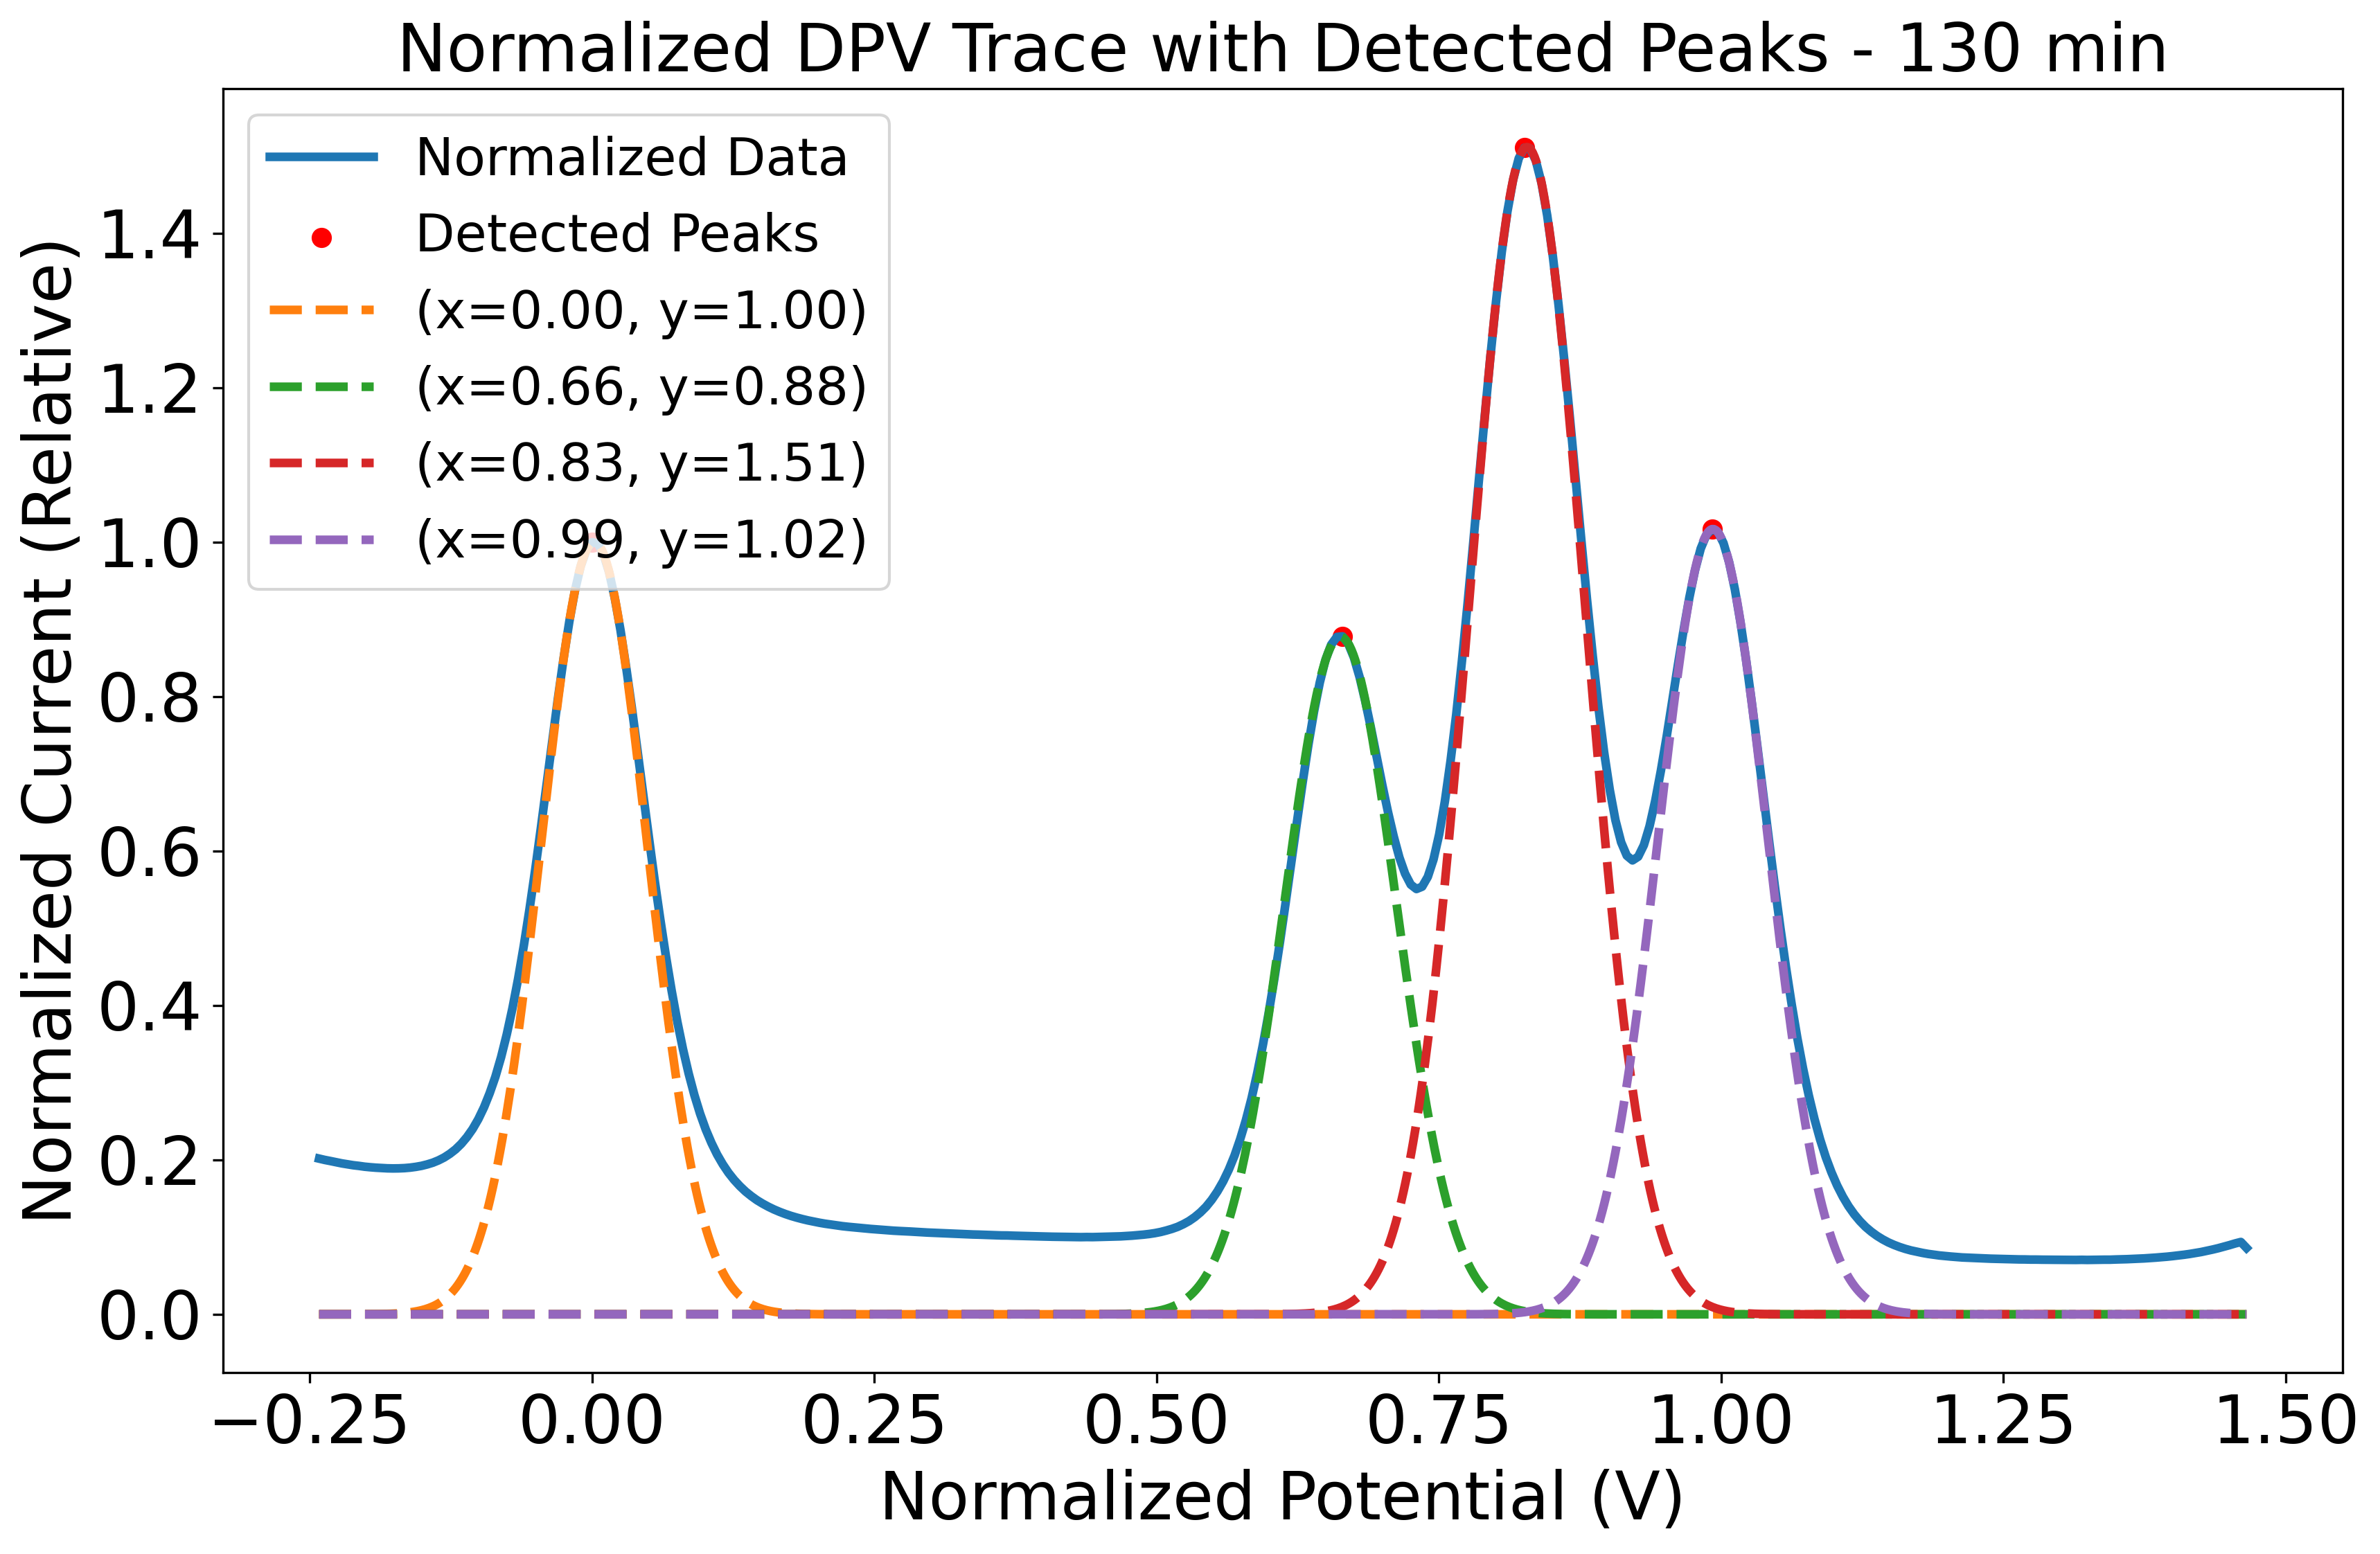 Normalized DPV Trace with Detected Peaks - 130 min
Normalized Data
Detected Peaks
(x=0.00, y=1.00)
(x=0.66, y=0.88)
(x=0.83, y=1.51)
(x=0.99, y=1.02)
Normalized Current (Relative)
1.4
1.2
1.0
0.8
0.6
0.4
0.2
0.0
−0.25 0.00 0.25 0.50 0.75 1.00 1.25 1.50
Normalized Potential (V)